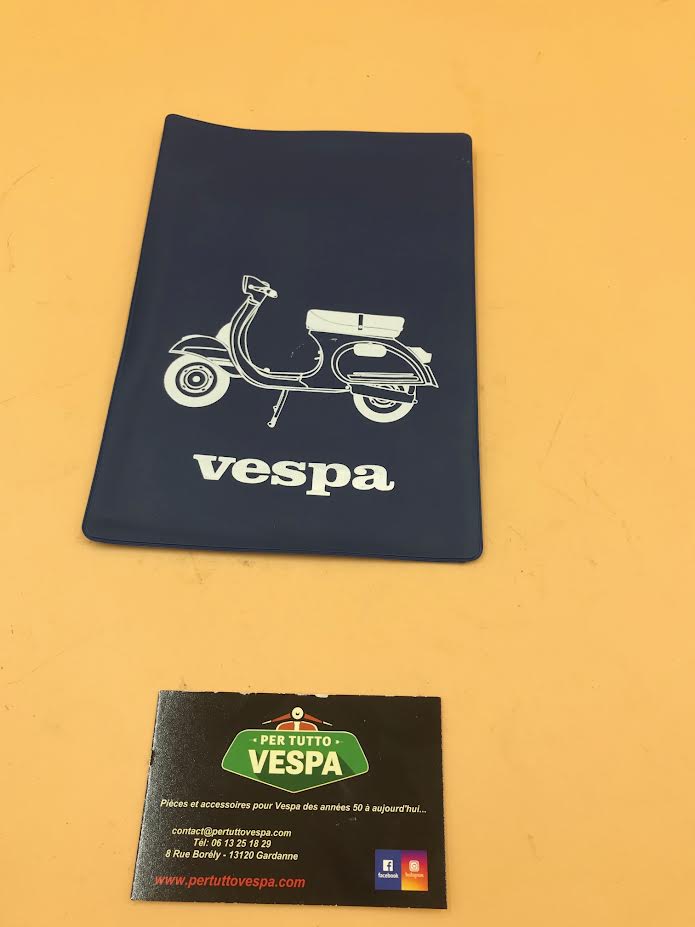 vespa
PER TUTTO
VESPA
Pièces et accessoires pour Vespa des années 50 à aujourd'hui...
contact@pertuttovespa.com
Tél: 06 13 25 18 29
8 Rue Borély - 13120 Gardanne
www.pertuttovespa.com
facebook
Instagram